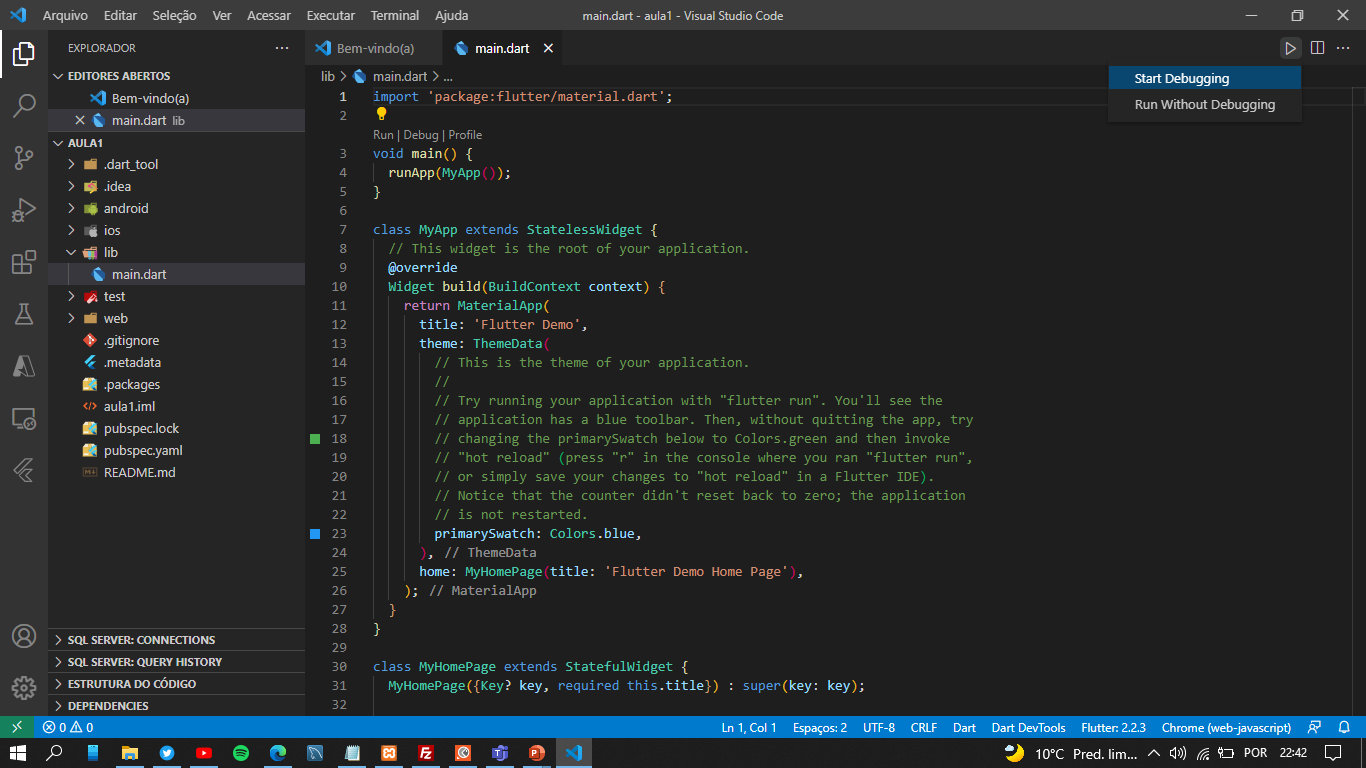 Arquivo Editar Seleção Ver Acessar Executar Terminal Ajuda
main.dart - aula1 - Visual Studio Code
EXPLORADOR
EDITORES ABERTOS
Bem-vindo(a)
main.dart lib
AULA1
.dart_tool
.idea
android
ios
lib
main.dart
test
web
.gitignore
.metadata
.packages
aula1.iml
pubspec.lock
pubspec.yaml
README.md
SQL SERVER: CONNECTIONS
SQL SERVER: QUERY HISTORY
ESTRUTURA DO CÓDIGO
DEPENDENCIES
Bem-vindo(a) main.dart
lib > main.dart > ...
Start Debugging
Run Without Debugging
1 import 'package:flutter/material.dart';
2
Run | Debug | Profile
3 void main() {
4 runApp(MyApp());
5 }
6
7 class MyApp extends StatelessWidget {
8 // This widget is the root of your application.
9 @override
10 Widget build(BuildContext context) {
11 return MaterialApp(
12 title: 'Flutter Demo',
13 theme: ThemeData(
14 // This is the theme of your application.
15 //
16 // Try running your application with "flutter run". You'll see the
17 // application has a blue toolbar. Then, without quitting the app, try
18 // changing the primarySwatch below to Colors.green and then invoke
19 // "hot reload" (press "r" in the console where you ran "flutter run",
20 // or simply save your changes to "hot reload" in a Flutter IDE).
21 // Notice that the counter didn't reset back to zero; the application
22 // is not restarted.
23 primarySwatch: Colors.blue,
24 ), // ThemeData
25 home: MyHomePage(title: 'Flutter Demo Home Page'),
26 ); // MaterialApp
27 }
28 }
29
30 class MyHomePage extends StatefulWidget {
31 MyHomePage({Key? key, required this.title}) : super(key: key);
32
0 0
Ln 1, Col 1 Espaços: 2 UTF-8 CRLF Dart Dart DevTools Flutter: 2.2.3 Chrome (web-javascript)
10°C Pred. lim... POR 22:42